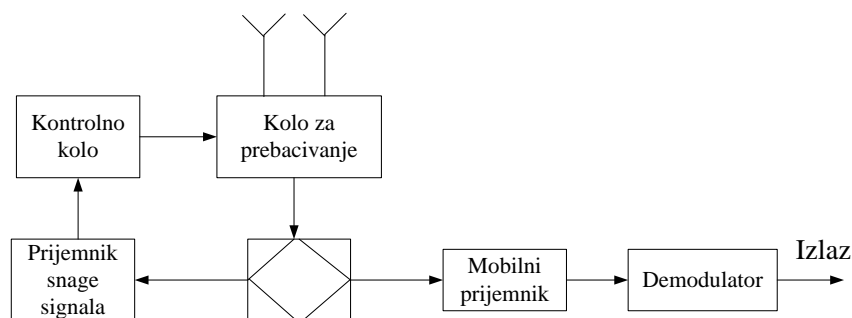 Kontrolno
kolo
Kolo za
prebacivanje
Prijemnik
snage
signala
Mobilni
prijemnik
Demodulator
Izlaz